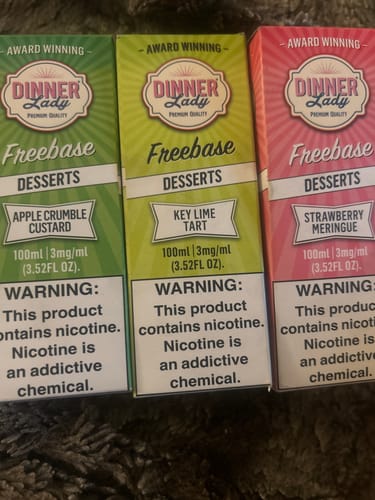 - AWARD WINNING -
DINNER
Lady
PREMIUM QUALITY
Freebase
DESSERTS
APPLE CRUMBLE
CUSTARD
100ml | 3mg/ml
(3.52FL OZ).
WARNING:
This product
contains nicotine.
Nicotine is
an addictive
chemical.
- AWARD WINNING -
DINNER
Lady
PREMIUM QUALITY
Freebase
DESSERTS
KEY LIME
TART
100ml | 3mg/ml
(3.52FL OZ).
WARNING:
This product
contains nicotine.
Nicotine is
an addictive
chemical.
- AWARD WINNING -
DINNER
Lady
PREMIUM QUALITY
Freebase
DESSERTS
STRAWBERRY
MERINGUE
100ml | 3mg/ml
(3.52FL OZ).
WARNING:
This product
contains nicoti
Nicotine is
an addictive
chemical.